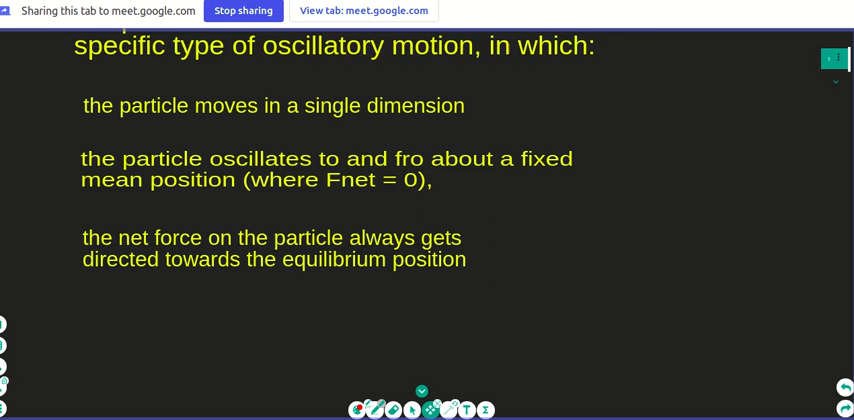 Sharing this tab to meet.google.com
Stop sharing
View tab: meet.google.com
specific type of oscillatory motion, in which:
1
the particle moves in a single dimension
the particle oscillates to and fro about a fixed
mean position (where Fnet = 0),
the net force on the particle always gets
directed towards the equilibrium position
T
Σ